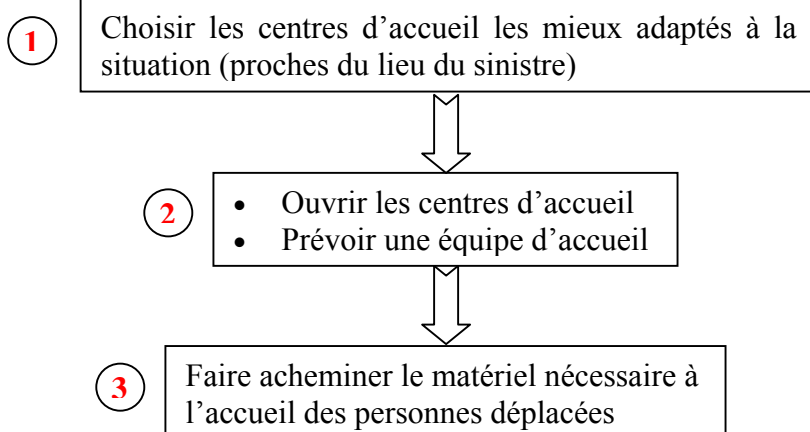 1
Choisir les centres d’accueil les mieux adaptés à la
situation (proches du lieu du sinistre)
2
• Ouvrir les centres d’accueil
• Prévoir une équipe d’accueil
3
Faire acheminer le matériel nécessaire à
l’accueil des personnes déplacées